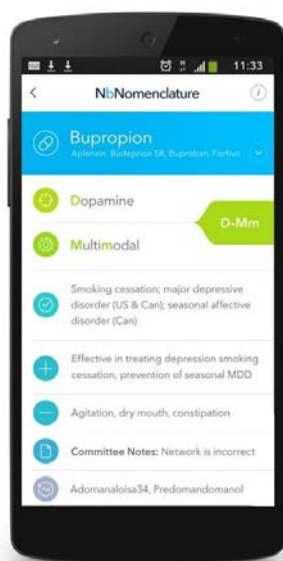 11:33
NbNomenclature
i
Bupropion
Aplenzin, Budeprion SR, Buproban, Forfivo
Dopamine
D-Mm
Multimodal
Smoking cessation; major depressive
disorder (US & Can); seasonal affective
disorder (Can)
Effective in treating depression smoking
cessation, prevention of seasonal MDD
Agitation, dry mouth, constipation
Committee Notes: Network is incorrect
Adomanaloisa34, Predomandomanol